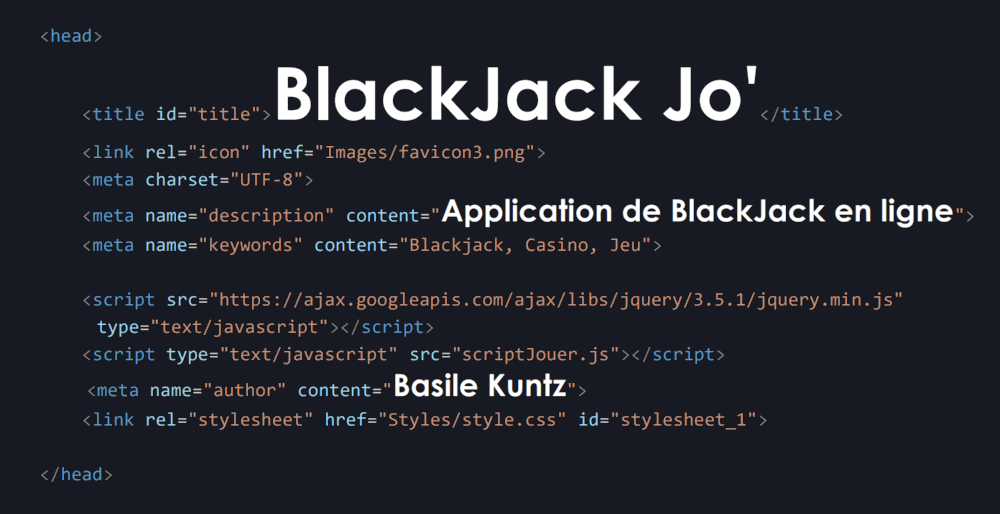 <head>
<title id="title">BlackJack Jo'</title>
<link rel="icon" href="Images/favicon3.png">
<meta charset="UTF-8">
<meta name="description" content="Application de BlackJack en ligne">
<meta name="keywords" content="Blackjack, Casino, Jeu">
<script src="https://ajax.googleapis.com/ajax/libs/jquery/3.5.1/jquery.min.js"
type="text/javascript"></script>
<script type="text/javascript" src="scriptJouer.js"></script>
<meta name="author" content="Basile Kuntz">
<link rel="stylesheet" href="Styles/style.css" id="stylesheet_1">
</head>